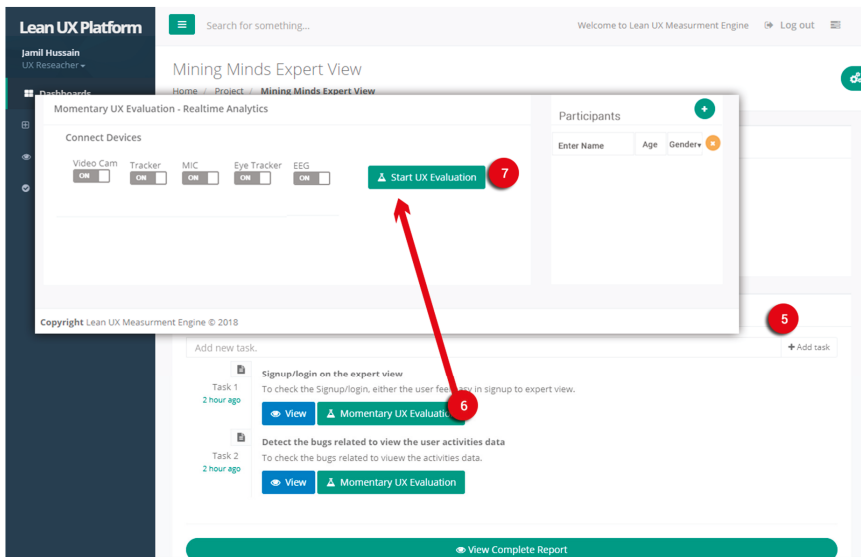 Lean UX Platform
Search for something...
Welcome to Lean UX Measurment Engine
Log out
Jamil Hussain
UX Reseacher
Mining Minds Expert View
Dashboards
Home / Project / Mining Minds Expert View
Momentary UX Evaluation - Realtime Analytics
Connect Devices
Video Cam
Tracker
MIC
Eye Tracker
EEG
ON
ON
ON
ON
ON
Start UX Evaluation
7
Participants
+
Enter Name
Age
Gender
x
Copyright Lean UX Measurment Engine © 2018
5
Add new task.
+ Add task
Task 1
2 hour ago
Signup/login on the expert view
To check the Signup/login, either the user feel easy in signup to expert view.
View
Momentary UX Evaluation
6
Task 2
2 hour ago
Detect the bugs related to view the user activities data
To check the bugs related to viuew the activities data.
View
Momentary UX Evaluation
View Complete Report